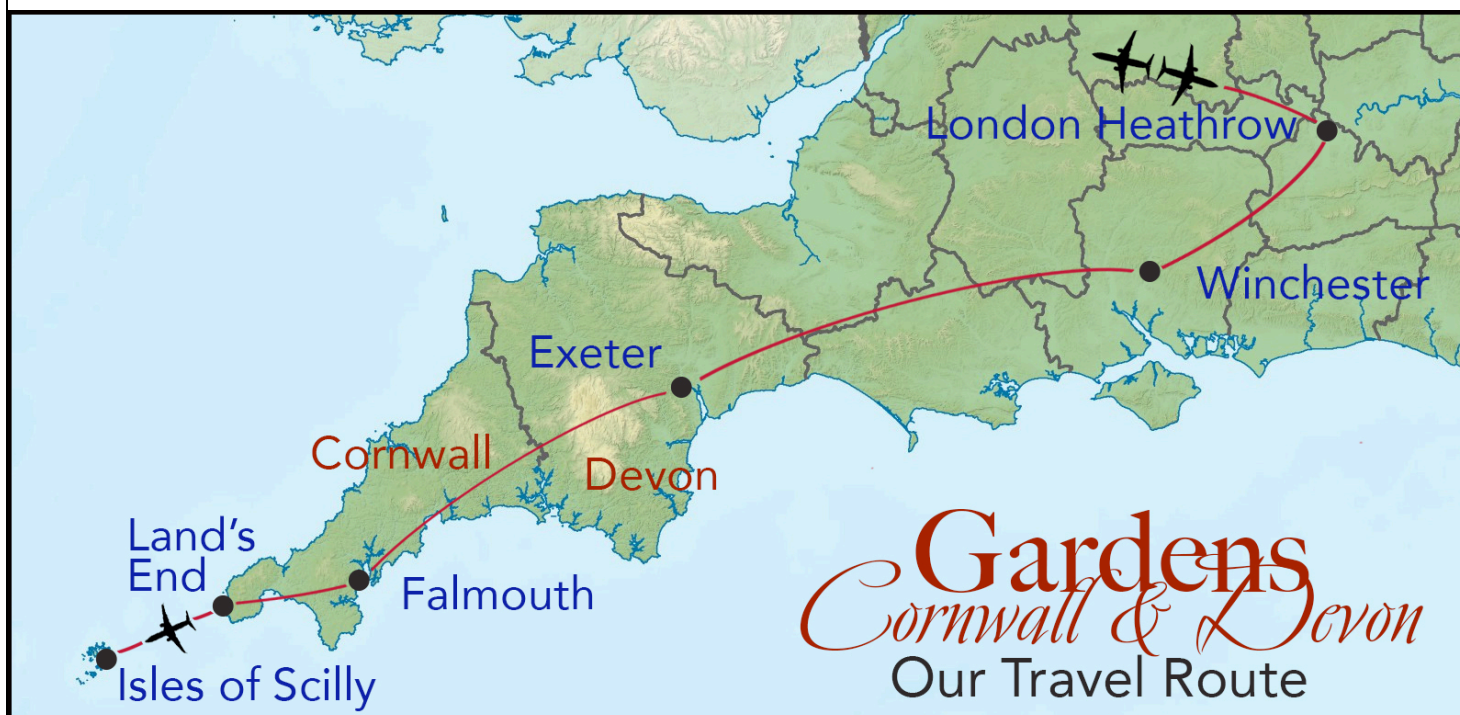 London Heathrow
Winchester
Exeter
Cornwall
Devon
Land's
End
Falmouth
Isles of Scilly
Gardens
Cornwall & Devon
Our Travel Route